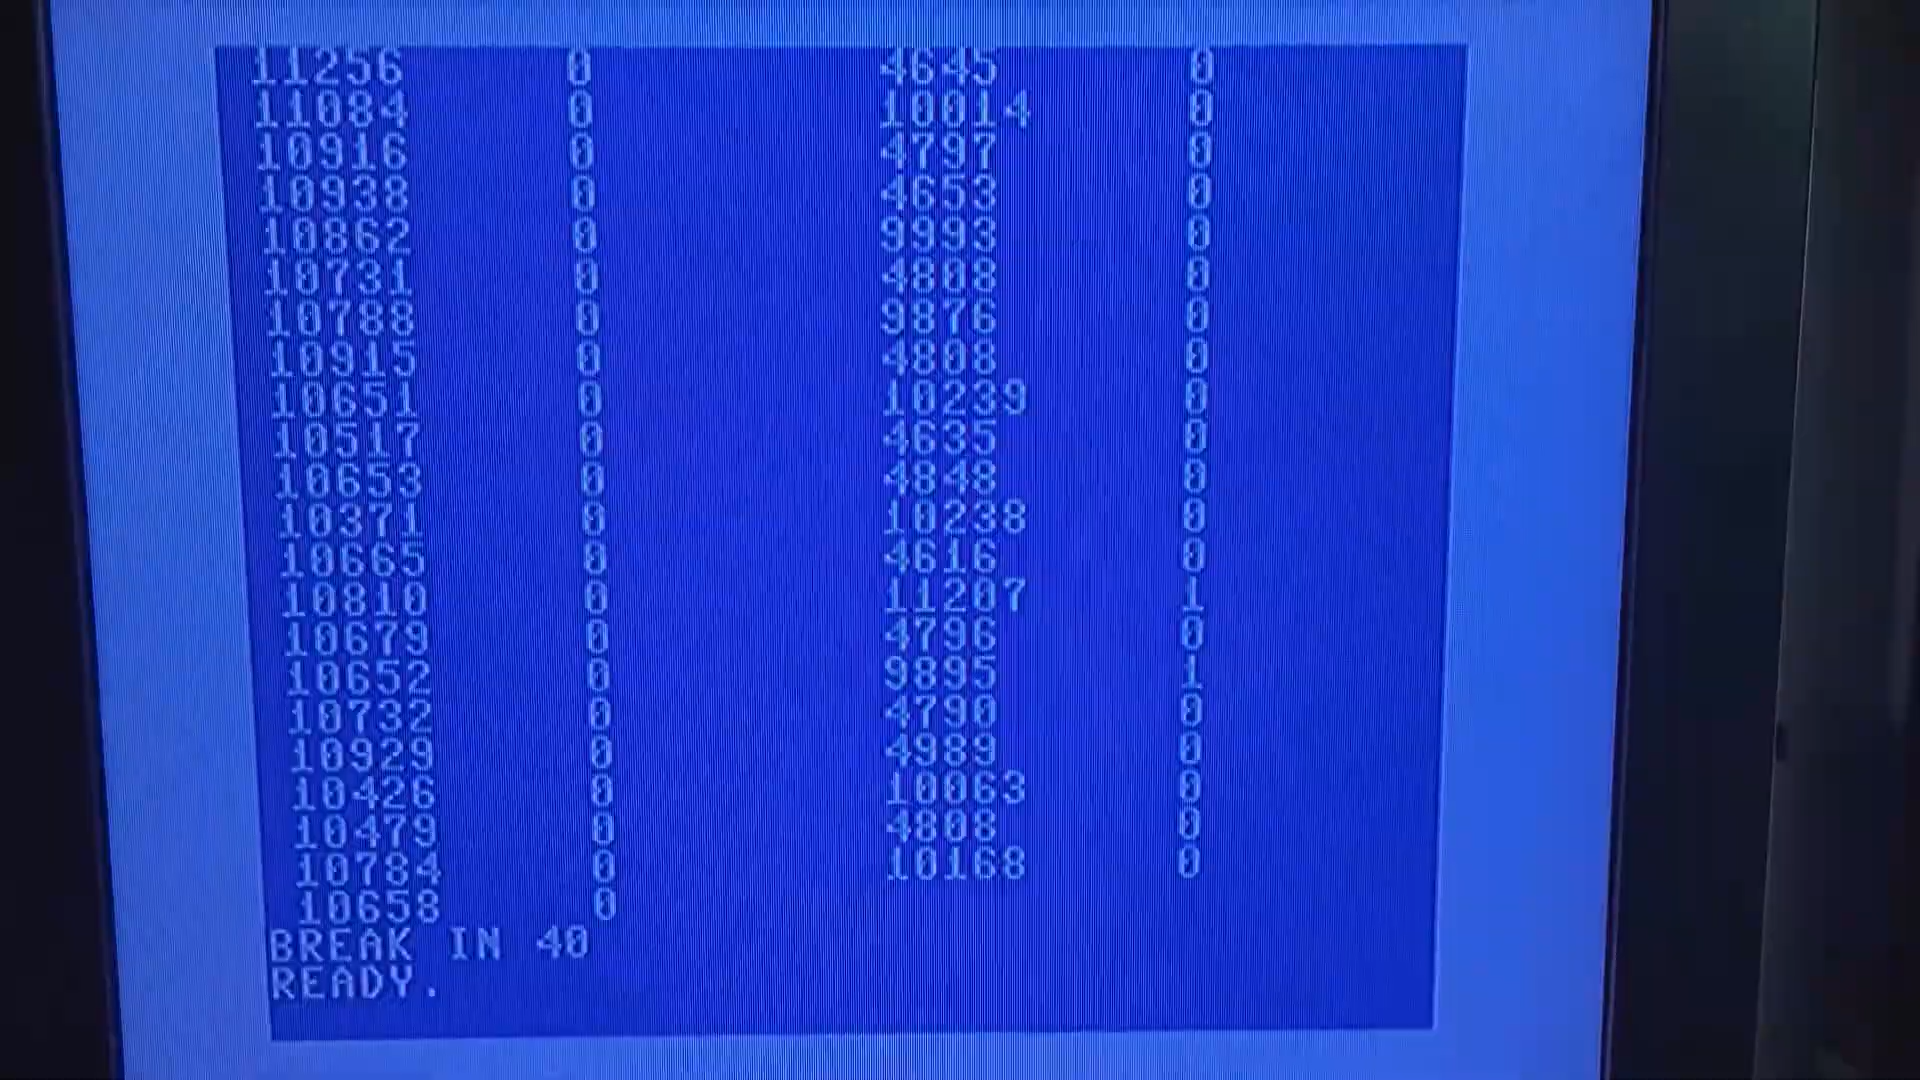 11256 0 4645 0
11084 0 10014 0
10916 0 4797 0
10938 0 4653 0
10862 0 9993 0
10731 0 4808 0
10788 0 9876 0
10915 0 4808 0
10651 0 10239 0
10517 0 4635 0
10653 0 4848 0
10371 0 10238 0
10665 0 4616 0
10810 0 11207 1
10679 0 4796 0
10652 0 9895 1
10732 0 4790 0
10929 0 4989 0
10426 0 10063 0
10479 0 4808 0
10784 0 10168 0
10658 0
BREAK IN 40
READY.